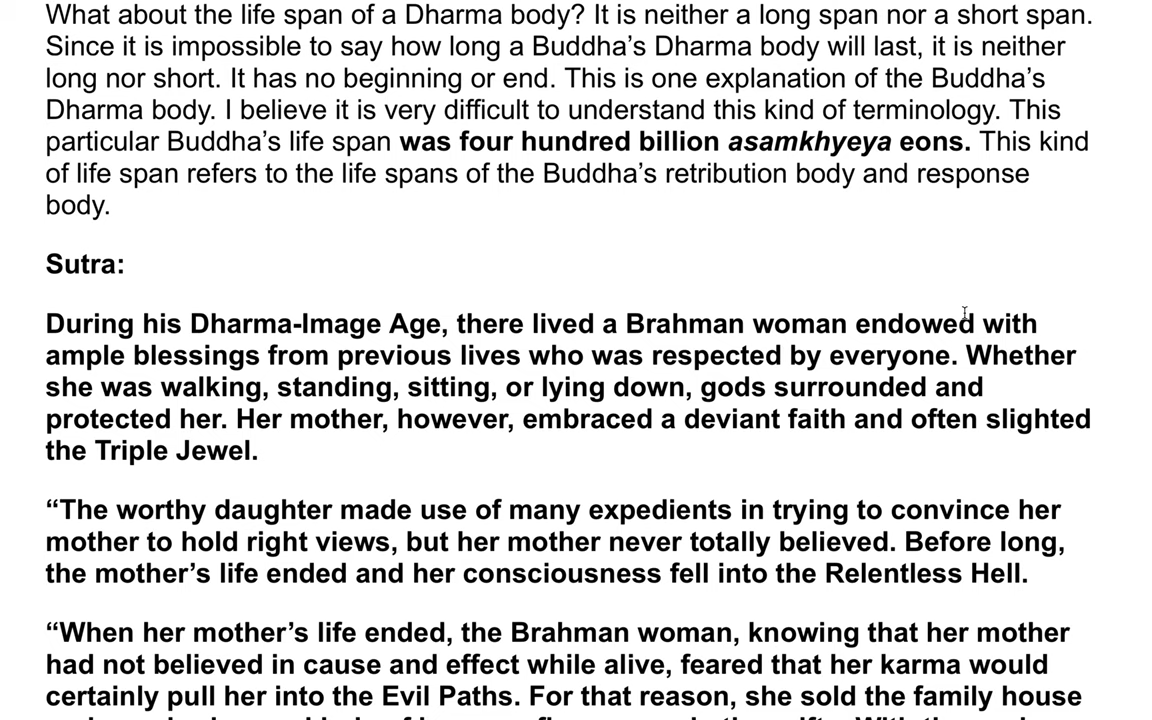 What about the life span of a Dharma body? It is neither a long span nor a short span.
Since it is impossible to say how long a Buddha’s Dharma body will last, it is neither
long nor short. It has no beginning or end. This is one explanation of the Buddha’s
Dharma body. I believe it is very difficult to understand this kind of terminology. This
particular Buddha’s life span was four hundred billion asamkhyeya eons. This kind
of life span refers to the life spans of the Buddha’s retribution body and response
body.
Sutra:
During his Dharma-Image Age, there lived a Brahman woman endowed with
ample blessings from previous lives who was respected by everyone. Whether
she was walking, standing, sitting, or lying down, gods surrounded and
protected her. Her mother, however, embraced a deviant faith and often slighted
the Triple Jewel.
“The worthy daughter made use of many expedients in trying to convince her
mother to hold right views, but her mother never totally believed. Before long,
the mother’s life ended and her consciousness fell into the Relentless Hell.
“When her mother’s life ended, the Brahman woman, knowing that her mother
had not believed in cause and effect while alive, feared that her karma would
certainly pull her into the Evil Paths. For that reason, she sold the family house